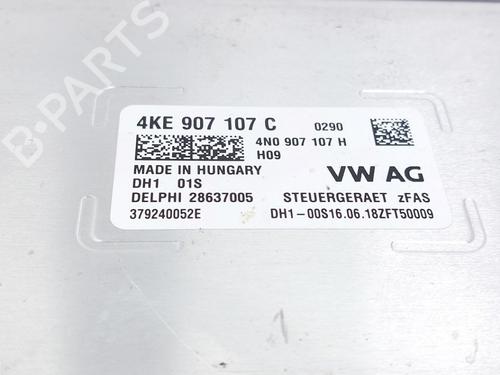 B-PARTS
4KE 907 107 C 0290
4N0 907 107 H
H09
MADE IN HUNGARY
DH1 01S
VW AG
DELPHI 28637005 STEUERGERAET zFAS
379240052E DH1-00S16.06.18ZFT50009
1